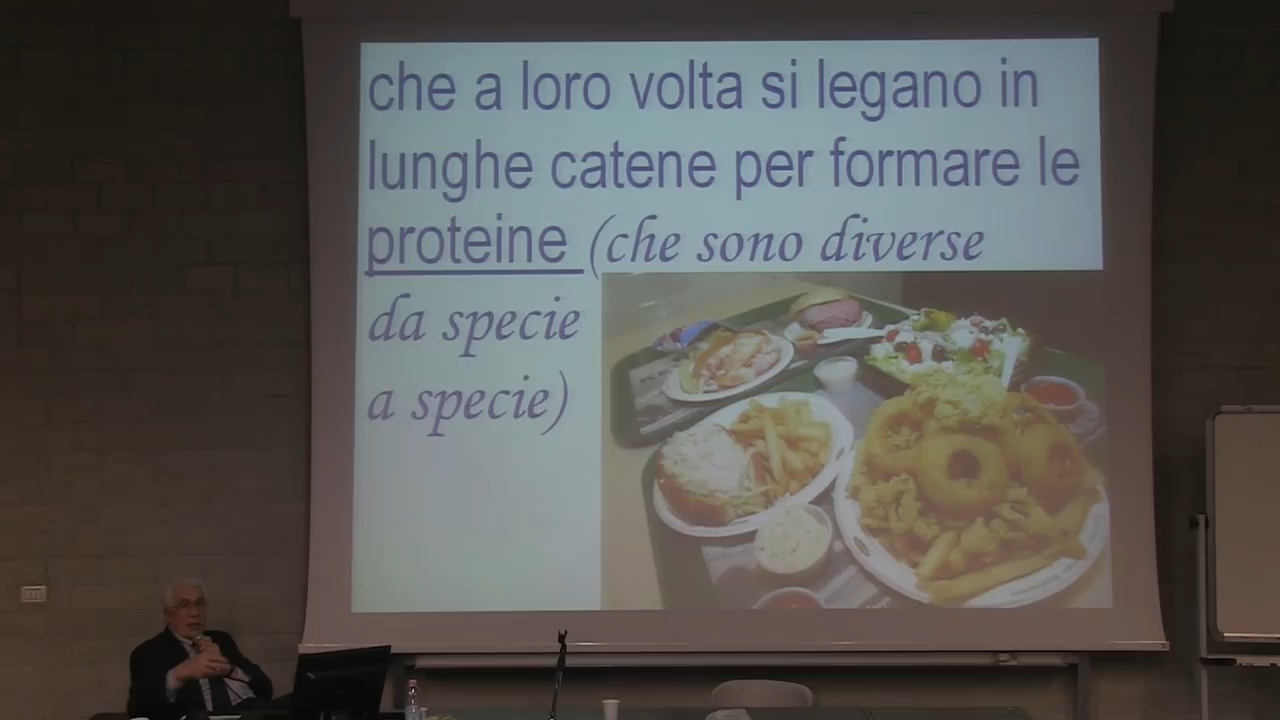 che a loro volta si legano in
lunghe catene per formare le
proteine (che sono diverse
da specie
a specie)